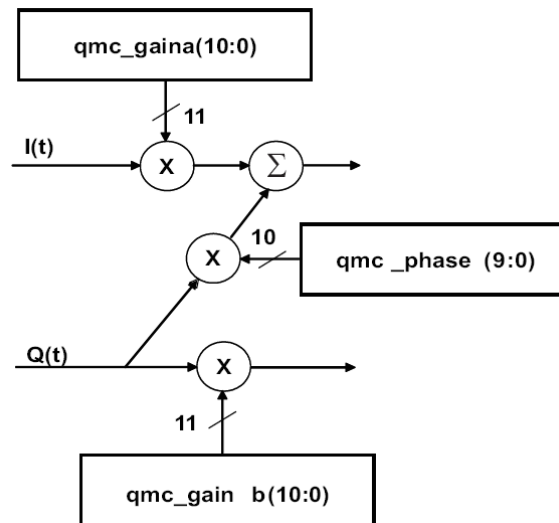 qmc_gaina(10:0)
11
I(t)
X
Σ
10
X
qmc _phase (9:0)
Q(t)
X
11
qmc_gain b(10:0)